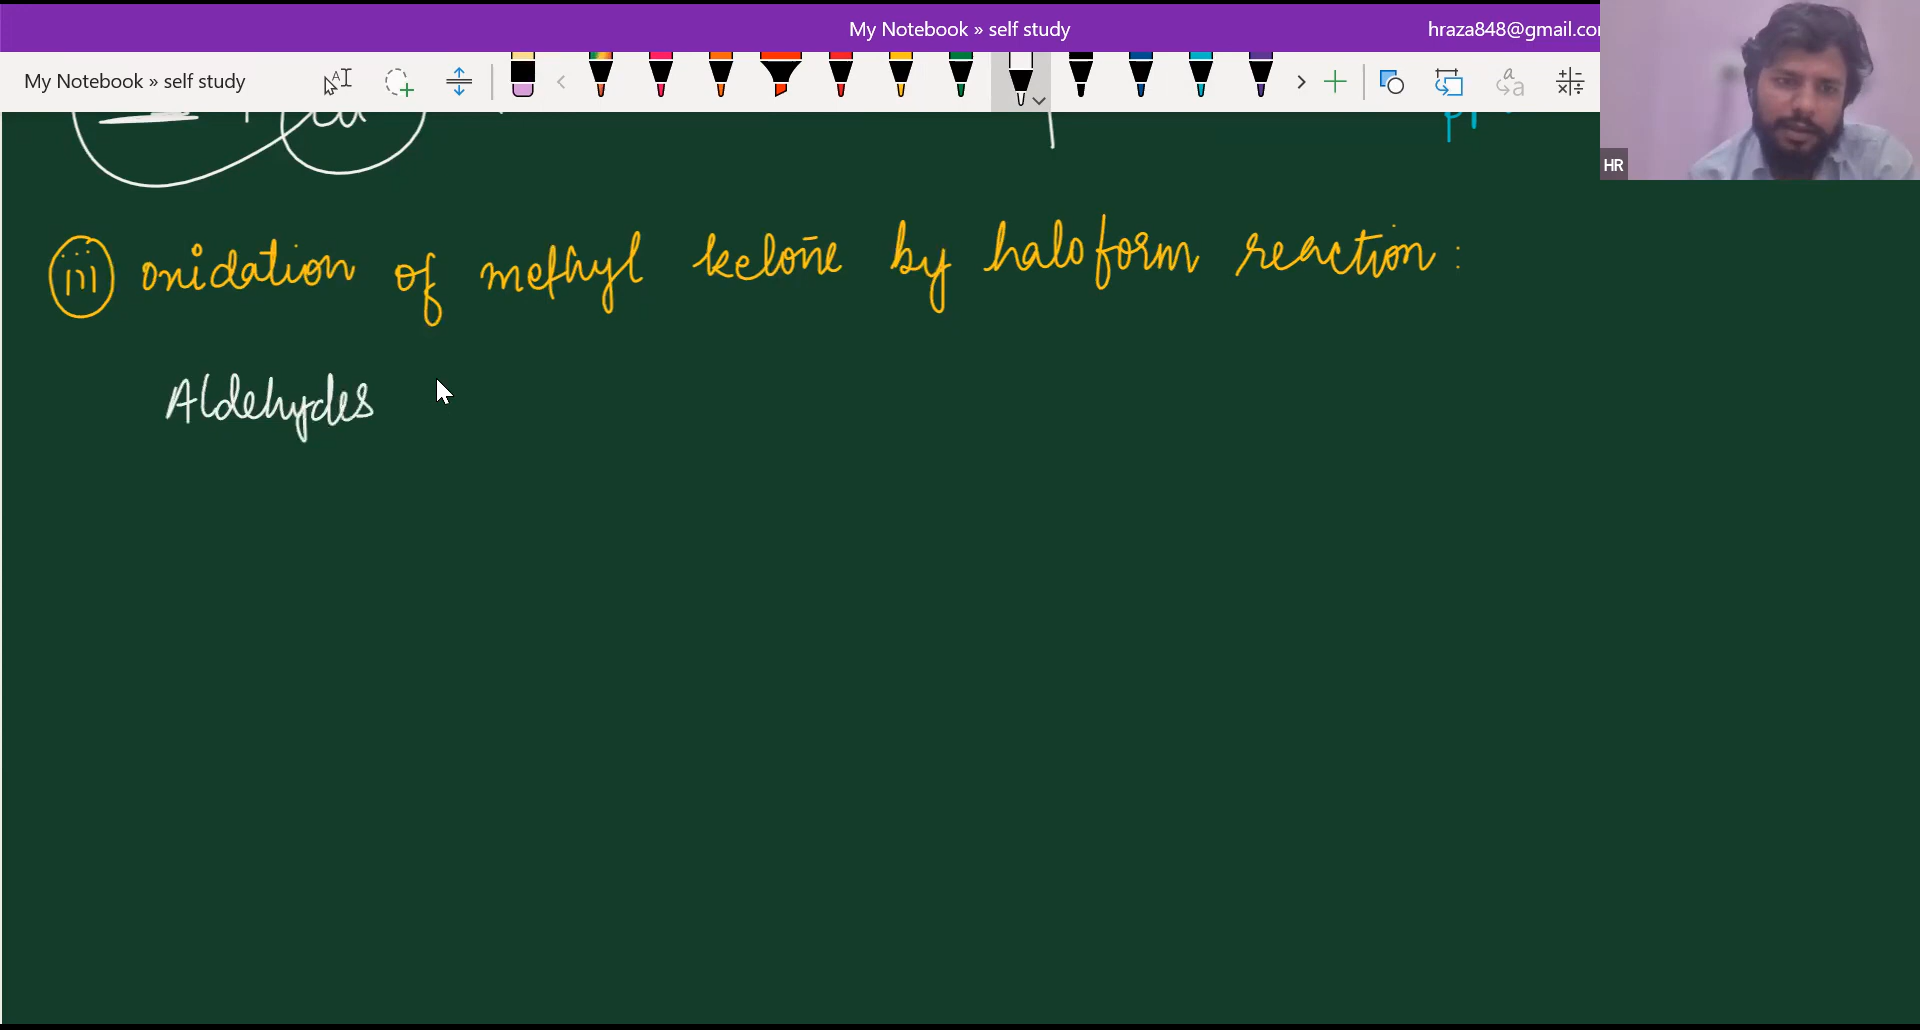 My Notebook » self study
hraza848@gmail.co
My Notebook » self study
HR
(iii) oxidation of methyl ketone by haloform reaction :
Aldehydes